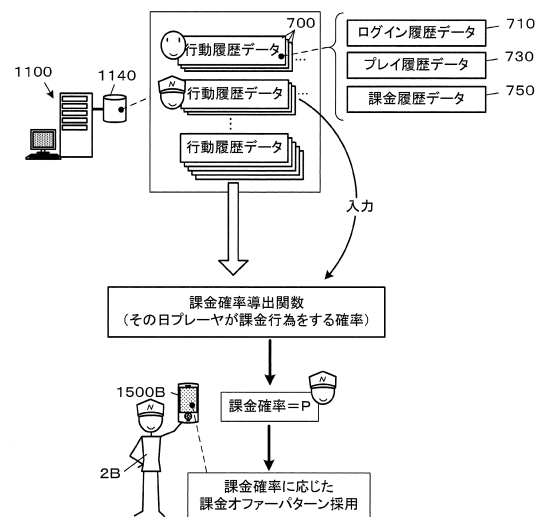 700
行動履歴データ
…
ログイン履歴データ
710
プレイ履歴データ
730
課金履歴データ
750
1100
1140
N
行動履歴データ
…
⋮
行動履歴データ
入力
課金確率導出関数
(その日プレーヤが課金行為をする確率)
1500B
N
課金確率=P
N
2B
課金確率に応じた
課金オファーパターン採用